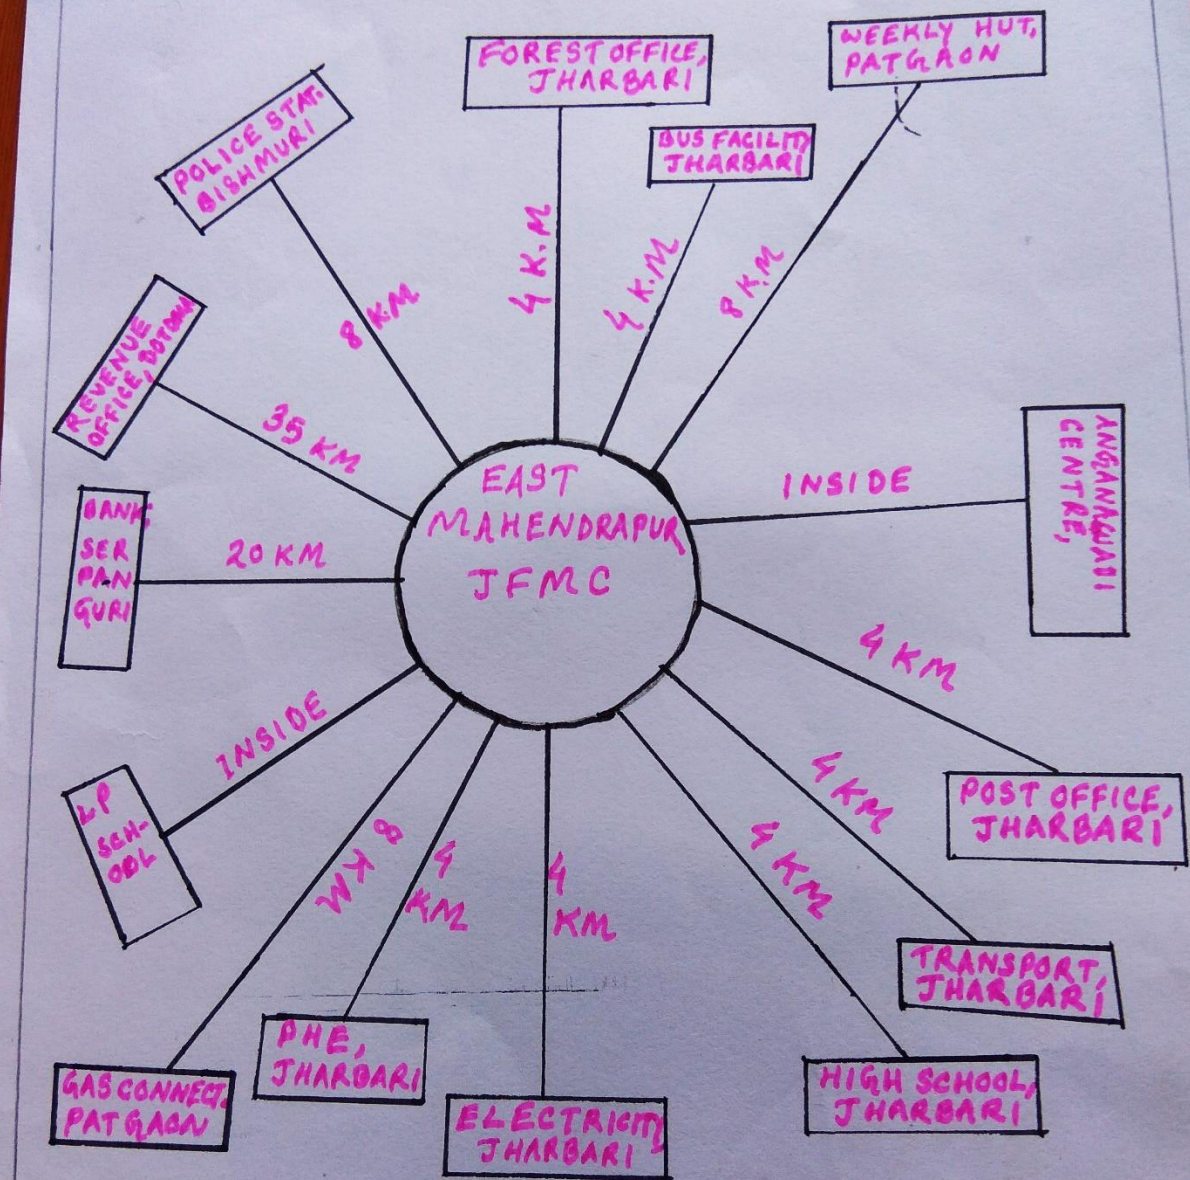 WEEKLY HUT,
PATGAON
FOREST OFFICE,
JHARBARI
POLICE STAT.
BISHMURI
BUS FACILITY
JHARBARI
4 K.M
4 K.M
8 K.M
8 KM
REVENUE
OFFICE, DOTOMA
35 KM
INSIDE
ANGANAWADI
CENTRE,
EAST
MAHENDRAPUR
JFMC
BANK,
SER
PAN
GURI
20 KM
4 KM
INSIDE
LP
SCH-
OOL
POST OFFICE,
JHARBARI
4 KM
4 KM
8 KM
4
KM
4
KM
TRANSPORT,
JHARBARI
PHE,
JHARBARI
GAS CONNECT.
PATGAON
ELECTRICITY
JHARBARI
HIGH SCHOOL,
JHARBARI